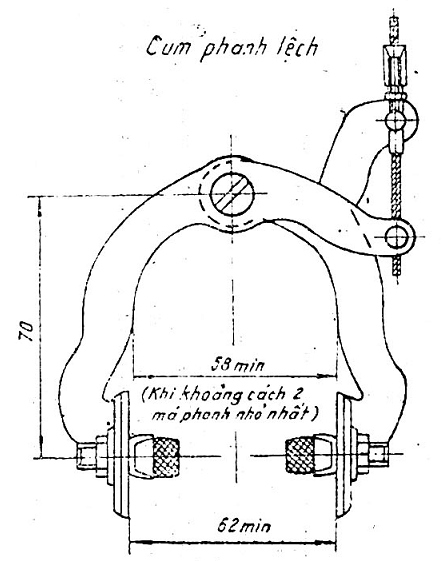 Cụm phanh lệch
70
58 min
(Khi khoảng cách 2
má phanh nhỏ nhất)
62 min